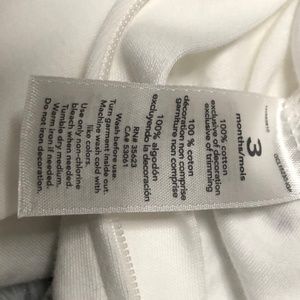 3
months/mois
100% cotton
exclusive of decoration
exclusive of trimming
100 % coton
décoration non comprise
garniture non comprise
100% algodón
excluyendo la decoración
RN# 35623
CA# 53061
Wash before use.
Turn garment inside out.
Machine wash cold with
like colors.
Use only non-chlorine
bleach when needed.
Tumble dry medium.
Warm iron if needed.
Do not iron decoration.